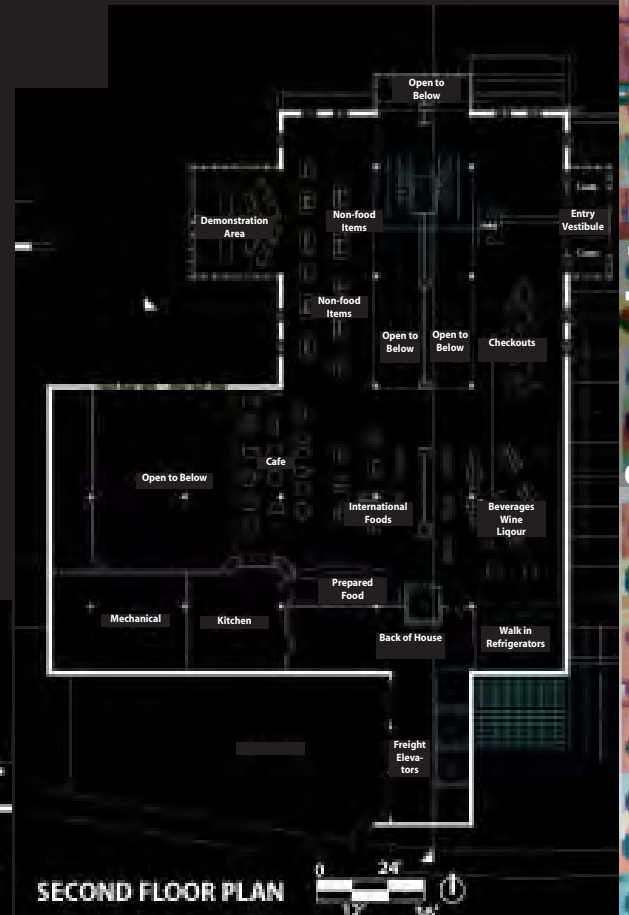 Open to
Below
Demonstration
Area
Non-food
Items
Entry
Vestibule
Non-food
Items
Open to
Below
Open to
Below
Checkouts
Cafe
Open to Below
International
Foods
Beverages
Wine
Liqour
Prepared
Food
Mechanical
Kitchen
Back of House
Walk in
Refrigerators
Freight
Eleva-
tors
SECOND FLOOR PLAN
0 24'
12'